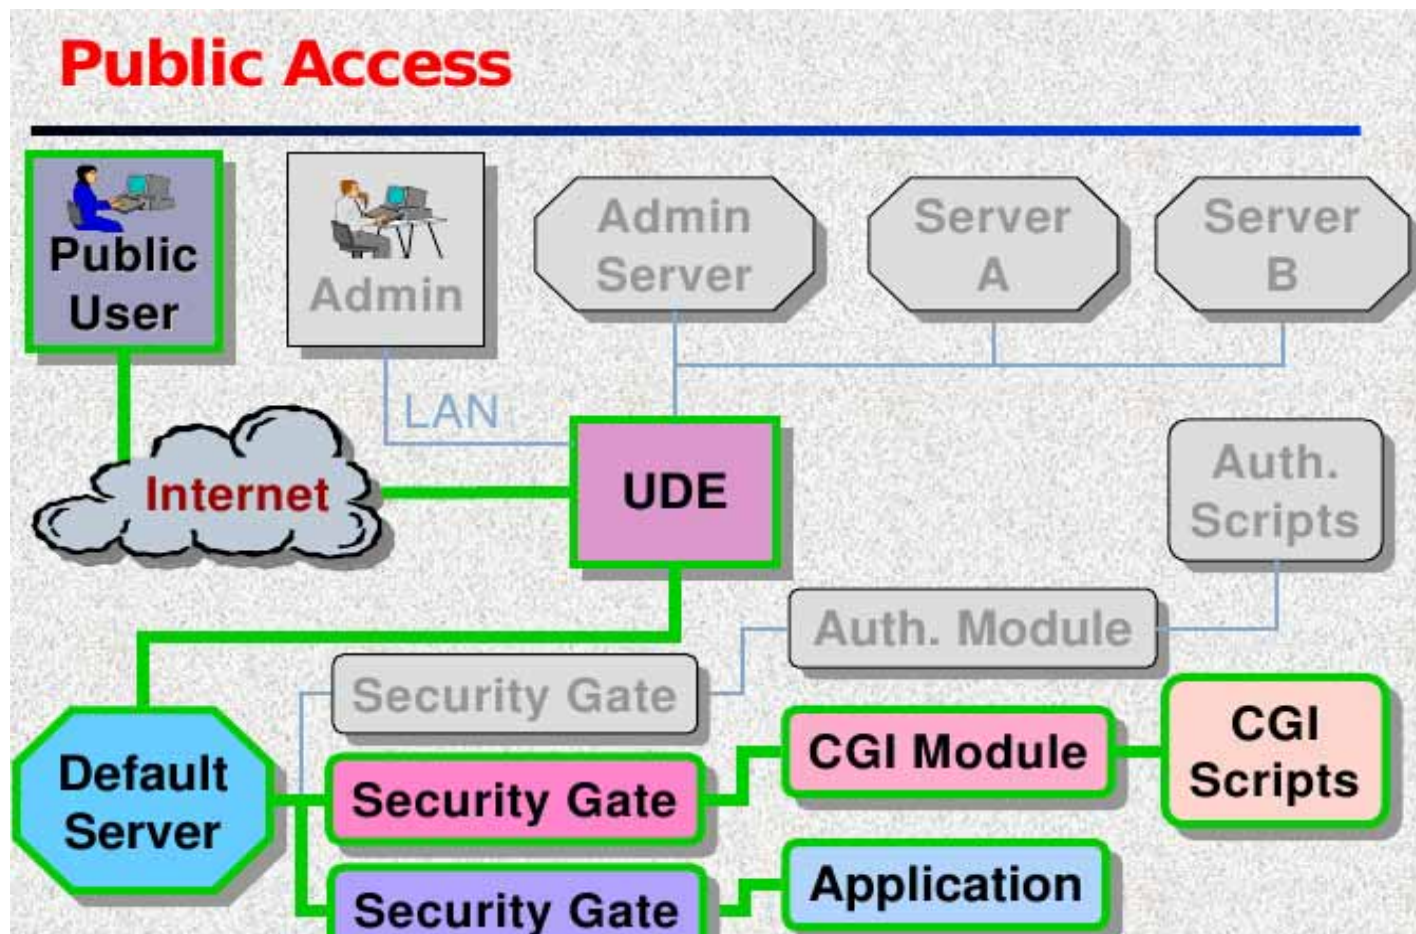 Public Access
Public
User
Admin
Admin
Server
Server
A
Server
B
LAN
Internet
UDE
Auth.
Scripts
Auth. Module
Security Gate
Default
Server
Security Gate
CGI Module
CGI
Scripts
Security Gate
Application